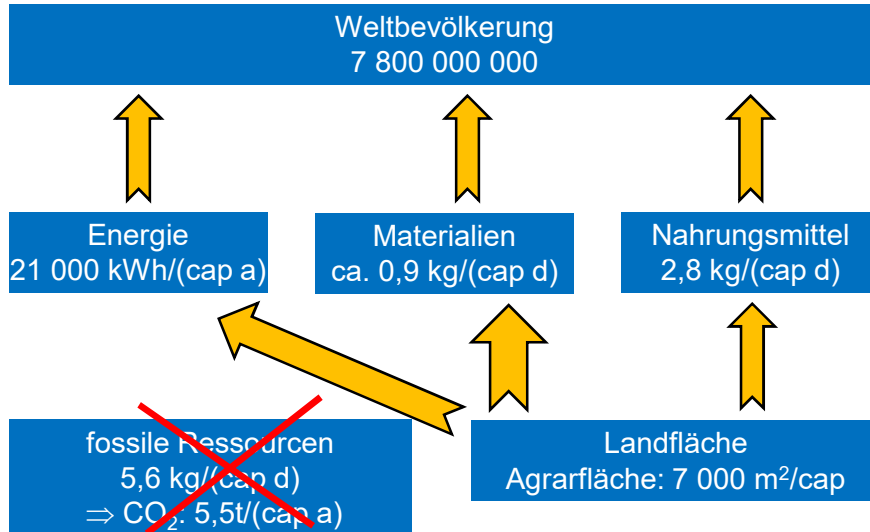 Weltbevölkerung
7 800 000 000
Energie
21 000 kWh/(cap a)
Materialien
ca. 0,9 kg/(cap d)
Nahrungsmittel
2,8 kg/(cap d)
fossile Ressourcen
5,6 kg/(cap d)
⇒ CO₂: 5,5t/(cap a)
Landfläche
Agrarfläche: 7 000 m²/cap